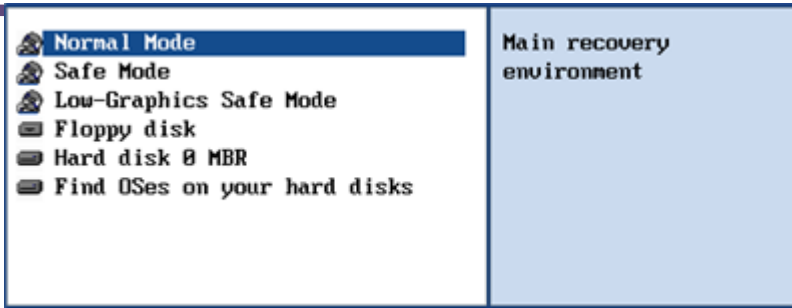 Normal Mode
Safe Mode
Low-Graphics Safe Mode
Floppy disk
Hard disk 0 MBR
Find OSes on your hard disks
Main recovery
environment